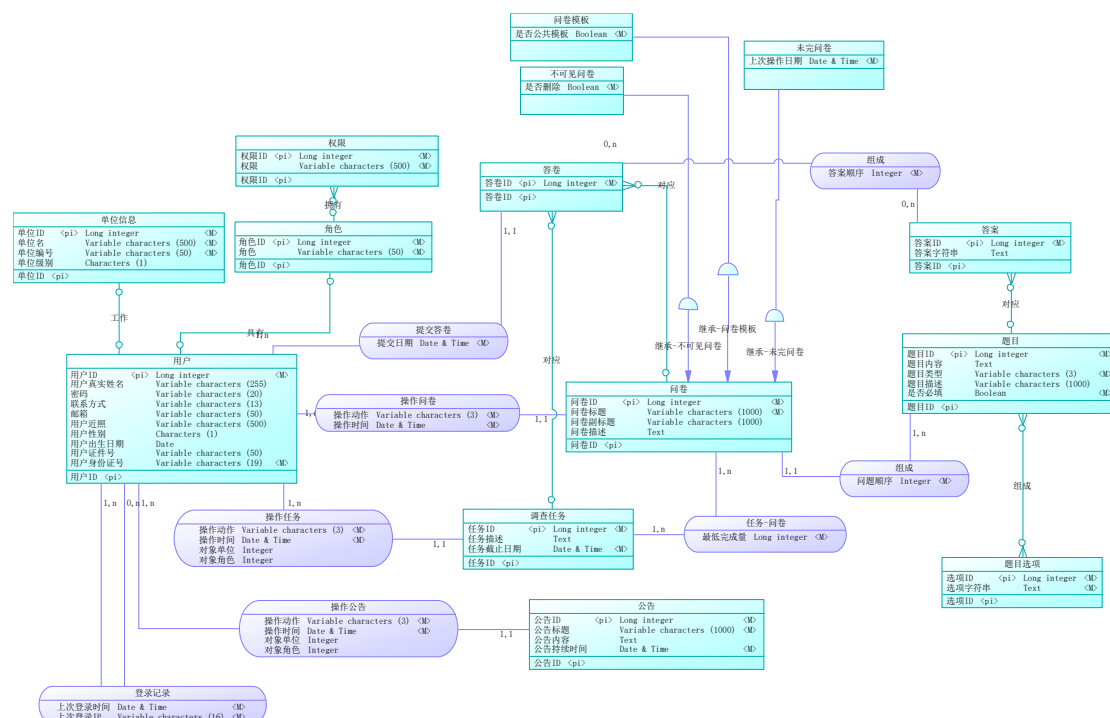 问卷模板
是否公共模板 Boolean <M>
未完问卷
上次操作日期 Date & Time <M>
不可见问卷
是否删除 Boolean <M>
权限
权限ID <pi> Long integer <M>
权限 Variable characters (500) <M>
权限ID <pi>
拥有
0,n
答卷
答卷ID <pi> Long integer <M>
答卷ID <pi>
对应
组成
答案顺序 Integer <M>
0,n
单位信息
单位ID <pi> Long integer <M>
单位名 Variable characters (500) <M>
单位编号 Variable characters (50) <M>
单位级别 Characters (1)
单位ID <pi>
角色
角色ID <pi> Long integer <M>
角色 Variable characters (50) <M>
角色ID <pi>
1,1
答案
答案ID <pi> Long integer <M>
答案字符串 Text
答案ID <pi>
对应
工作
具有
1,n
提交答卷
提交日期 Date & Time <M>
继承-问卷模板
继承-不可见问卷
继承-未完问卷
对应
用户
用户ID <pi> Long integer <M>
用户真实姓名 Variable characters (255)
密码 Variable characters (20)
联系方式 Variable characters (13)
邮箱 Variable characters (50)
用户近照 Variable characters (500)
用户性别 Characters (1)
用户出生日期 Date
用户证件号 Variable characters (50)
用户身份证号 Variable characters (19) <M>
用户ID <pi>
操作问卷
操作动作 Variable characters (3) <M>
操作时间 Date & Time <M>
1,1
问卷
问卷ID <pi> Long integer <M>
问卷标题 Variable characters (1000) <M>
问卷副标题 Variable characters (1000)
问卷描述 Text
问卷ID <pi>
题目
题目ID <pi> Long integer <M>
题目内容 Text
题目类型 Variable characters (3) <M>
题目描述 Variable characters (1000)
是否必填 Boolean <M>
题目ID <pi>
1,n
1,n
1,1
组成
问题顺序 Integer <M>
组成
1,n
0,n
1,n
1,n
操作任务
操作动作 Variable characters (3) <M>
操作时间 Date & Time <M>
对象单位 Integer
对象角色 Integer
1,1
调查任务
任务ID <pi> Long integer <M>
任务描述 Text
任务截止日期 Date & Time <M>
任务ID <pi>
1,n
任务-问卷
最低完成量 Long integer <M>
题目选项
选项ID <pi> Long integer <M>
选项字符串 Text <M>
选项ID <pi>
操作公告
操作动作 Variable characters (3) <M>
操作时间 Date & Time <M>
对象单位 Integer
对象角色 Integer
1,1
公告
公告ID <pi> Long integer <M>
公告标题 Variable characters (1000) <M>
公告内容 Text
公告持续时间 Date & Time <M>
公告ID <pi>
登录记录
上次登录时间 Date & Time <M>
上次登录IP Variable characters (16) <M>